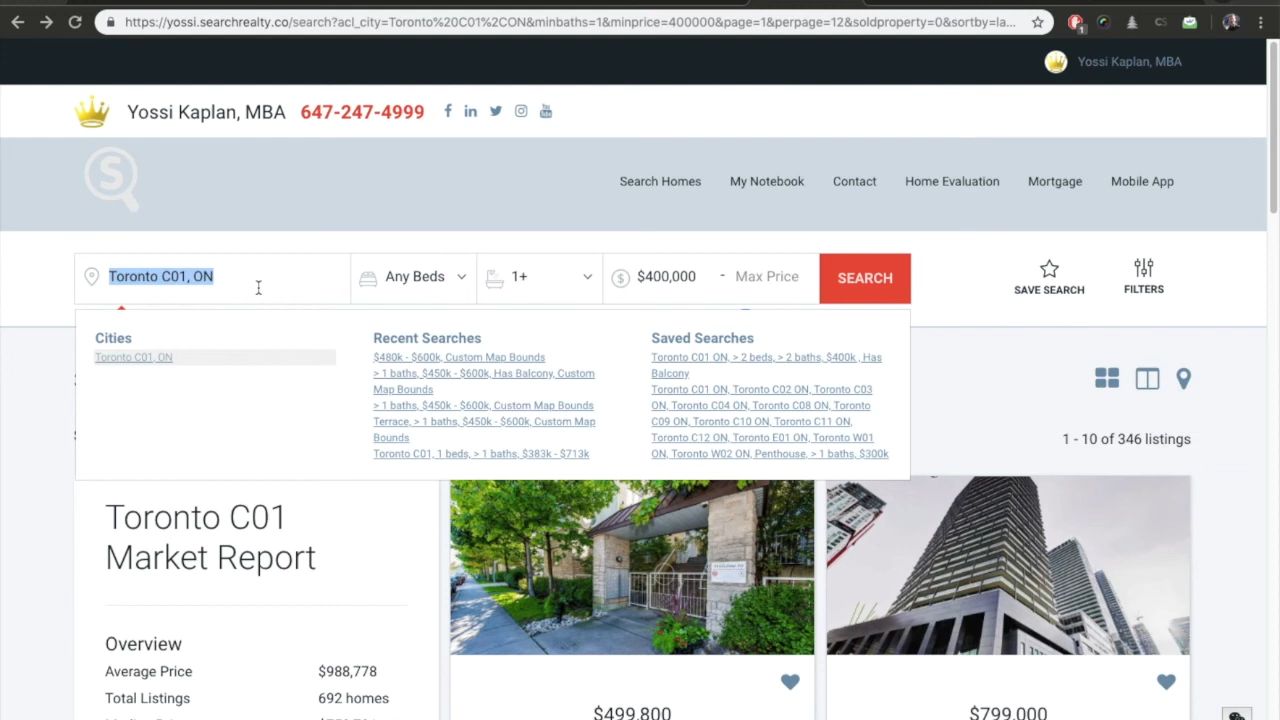 https://yossi.searchrealty.co/search?acl_city=Toronto%20C01%2CON&minbaths=1&minprice=400000&page=1&perpage=12&soldproperty=0&sortby=la...
1
CS
Yossi Kaplan, MBA
Yossi Kaplan, MBA 647-247-4999
S
Search Homes My Notebook Contact Home Evaluation Mortgage Mobile App
Toronto C01, ON Any Beds 1+ $400,000 - Max Price SEARCH
SAVE SEARCH FILTERS
Cities
Toronto C01, ON
Recent Searches
$480k - $600k, Custom Map Bounds
> 1 baths, $450k - $600k, Has Balcony, Custom
Map Bounds
> 1 baths, $450k - $600k, Custom Map Bounds
Terrace, > 1 baths, $450k - $600k, Custom Map
Bounds
Toronto C01, 1 beds, > 1 baths, $383k - $713k
Saved Searches
Toronto C01 ON, > 2 beds, > 2 baths, $400k , Has
Balcony
Toronto C01 ON, Toronto C02 ON, Toronto C03
ON, Toronto C04 ON, Toronto C08 ON, Toronto
C09 ON, Toronto C10 ON, Toronto C11 ON,
Toronto C12 ON, Toronto E01 ON, Toronto W01
ON, Toronto W02 ON, Penthouse, > 1 baths, $300k
1 - 10 of 346 listings
Toronto C01
Market Report
Overview
Average Price $988,778
Total Listings 692 homes
$499,800
$799,000